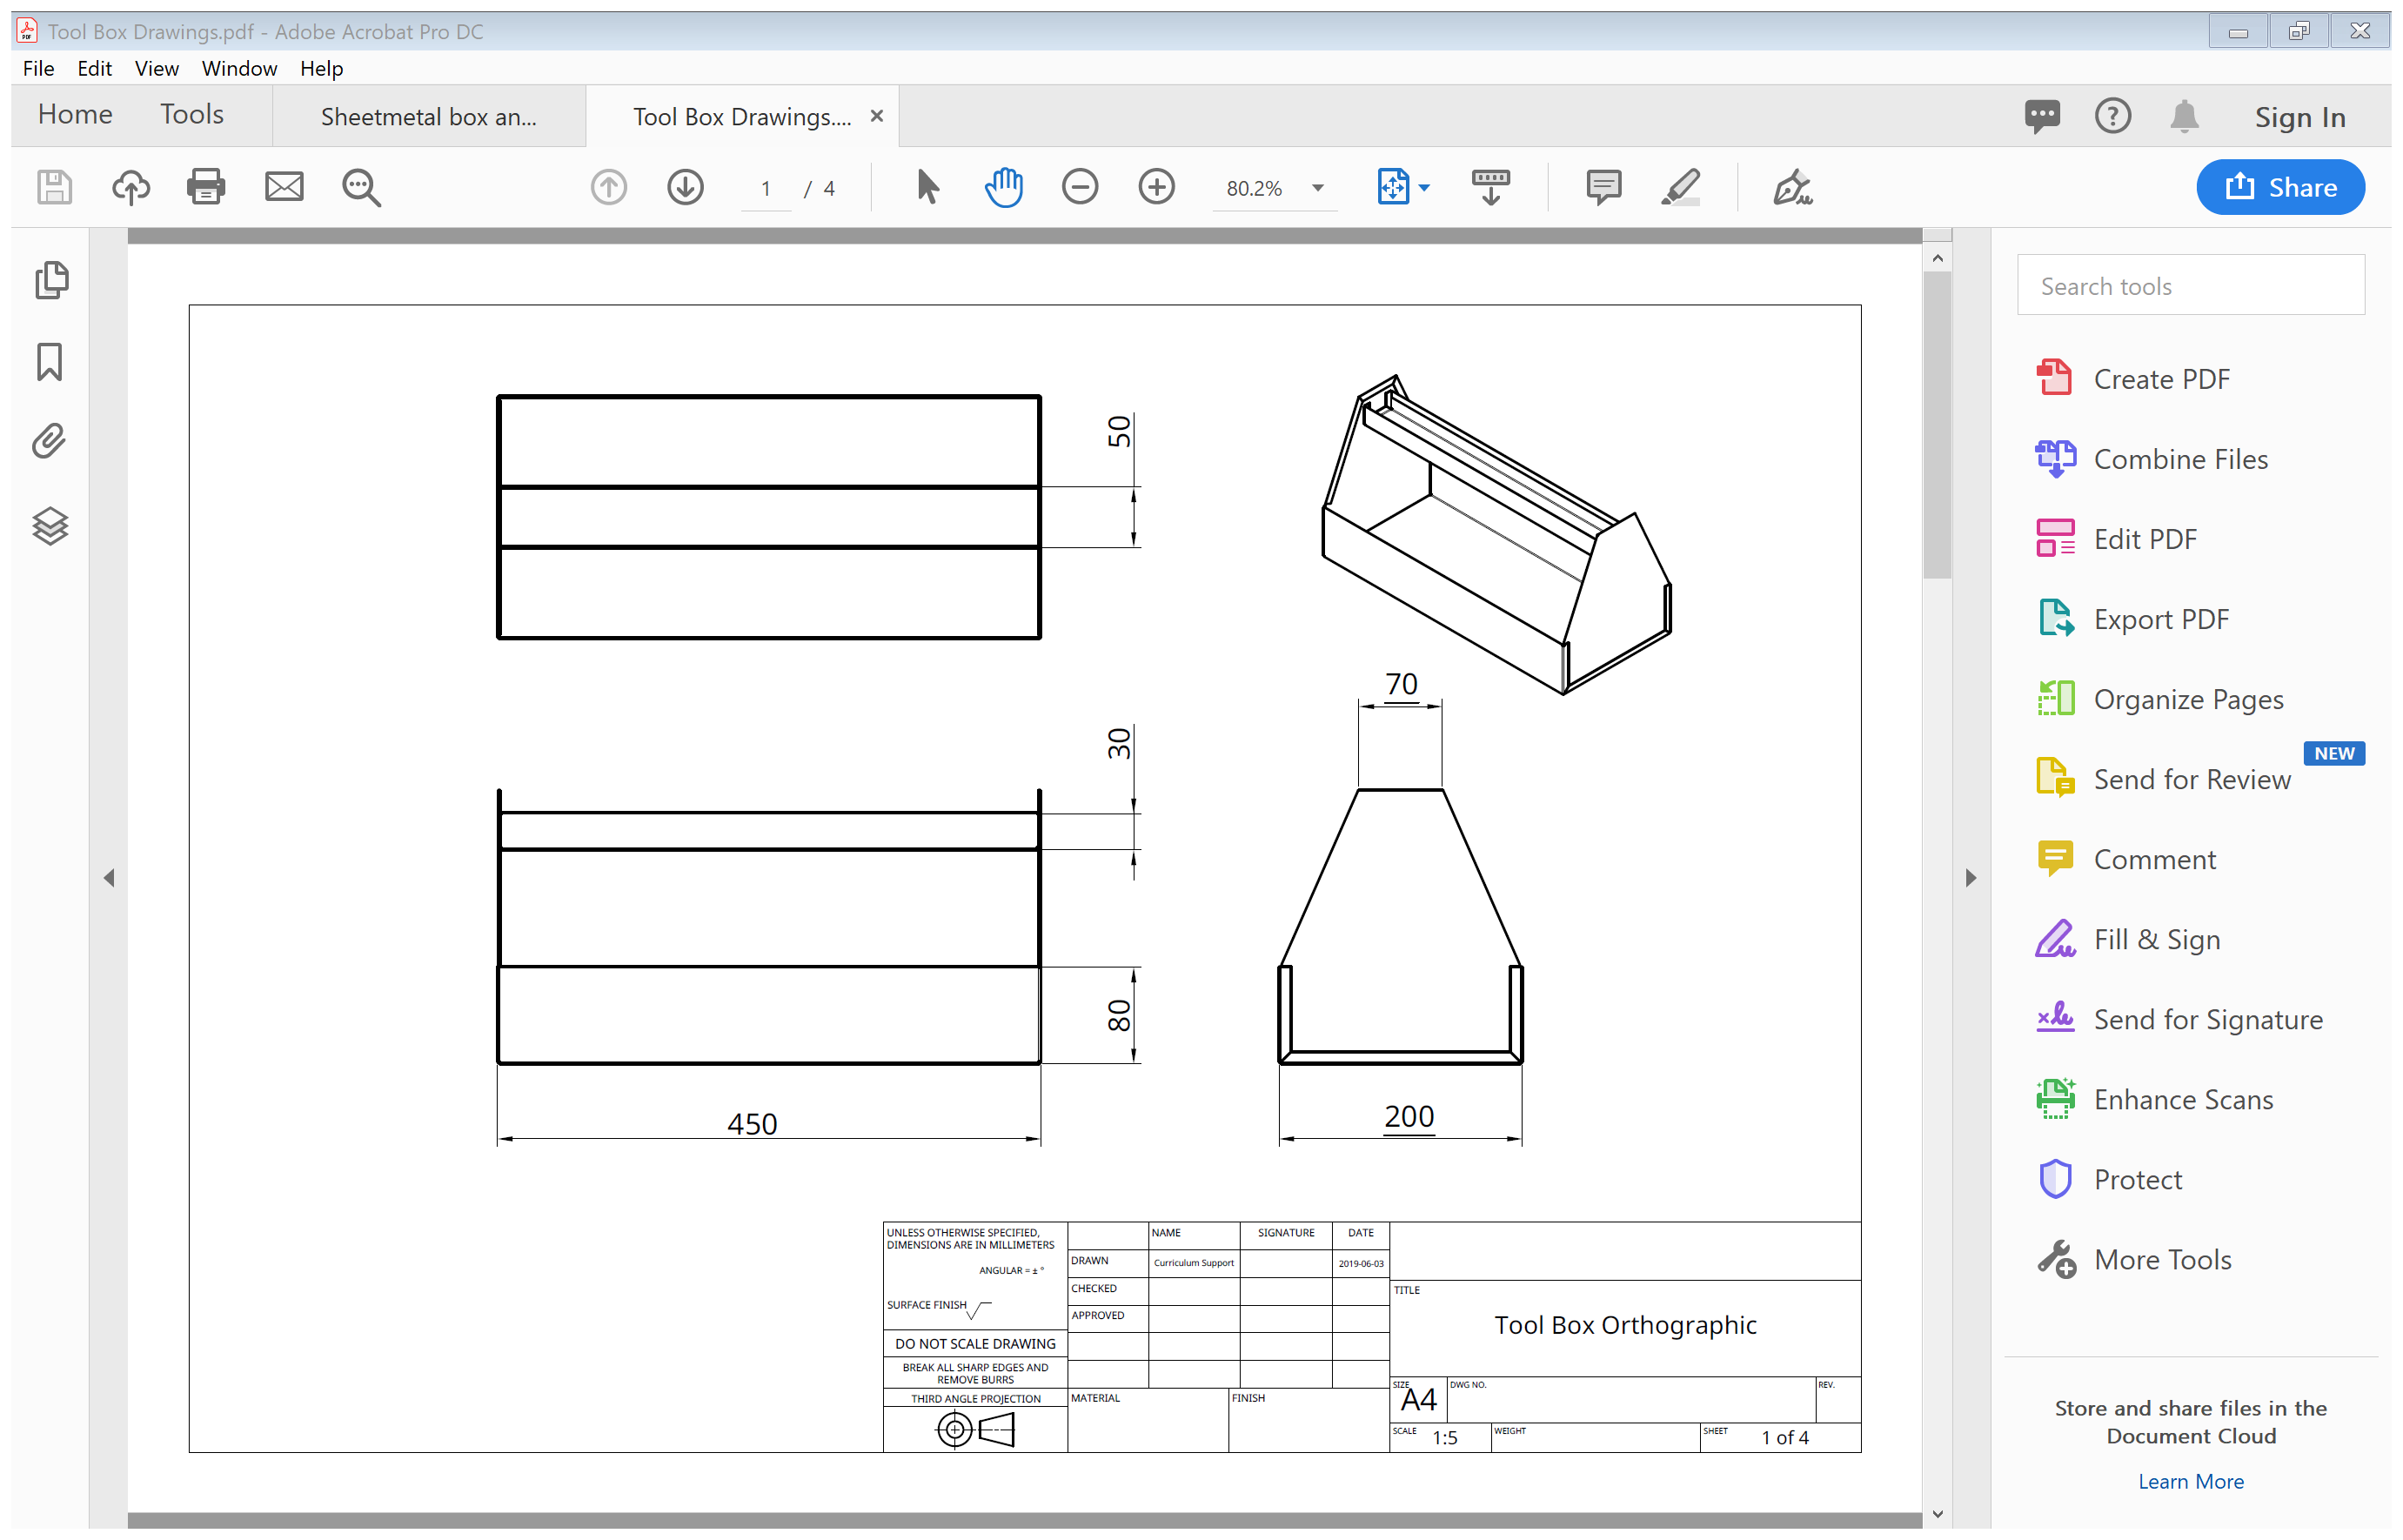 Tool Box Drawings.pdf - Adobe Acrobat Pro DC
File Edit View Window Help
Home Tools Sheetmetal box an... Tool Box Drawings.... × Sign In
1 / 4 80.2% Share
Search tools
Create PDF
Combine Files
Edit PDF
Export PDF
Organize Pages
NEW
Send for Review
Comment
Fill & Sign
Send for Signature
Enhance Scans
Protect
More Tools
Store and share files in the
Document Cloud
Learn More
50
70
30
80
450
200
UNLESS OTHERWISE SPECIFIED,
DIMENSIONS ARE IN MILLIMETERS
ANGULAR = ± °
SURFACE FINISH
DO NOT SCALE DRAWING
BREAK ALL SHARP EDGES AND
REMOVE BURRS
THIRD ANGLE PROJECTION
NAME SIGNATURE DATE
DRAWN Curriculum Support 2019-06-03
CHECKED
APPROVED
MATERIAL FINISH
TITLE
Tool Box Orthographic
SIZE A4 DWG NO. REV.
SCALE 1:5 WEIGHT SHEET 1 of 4